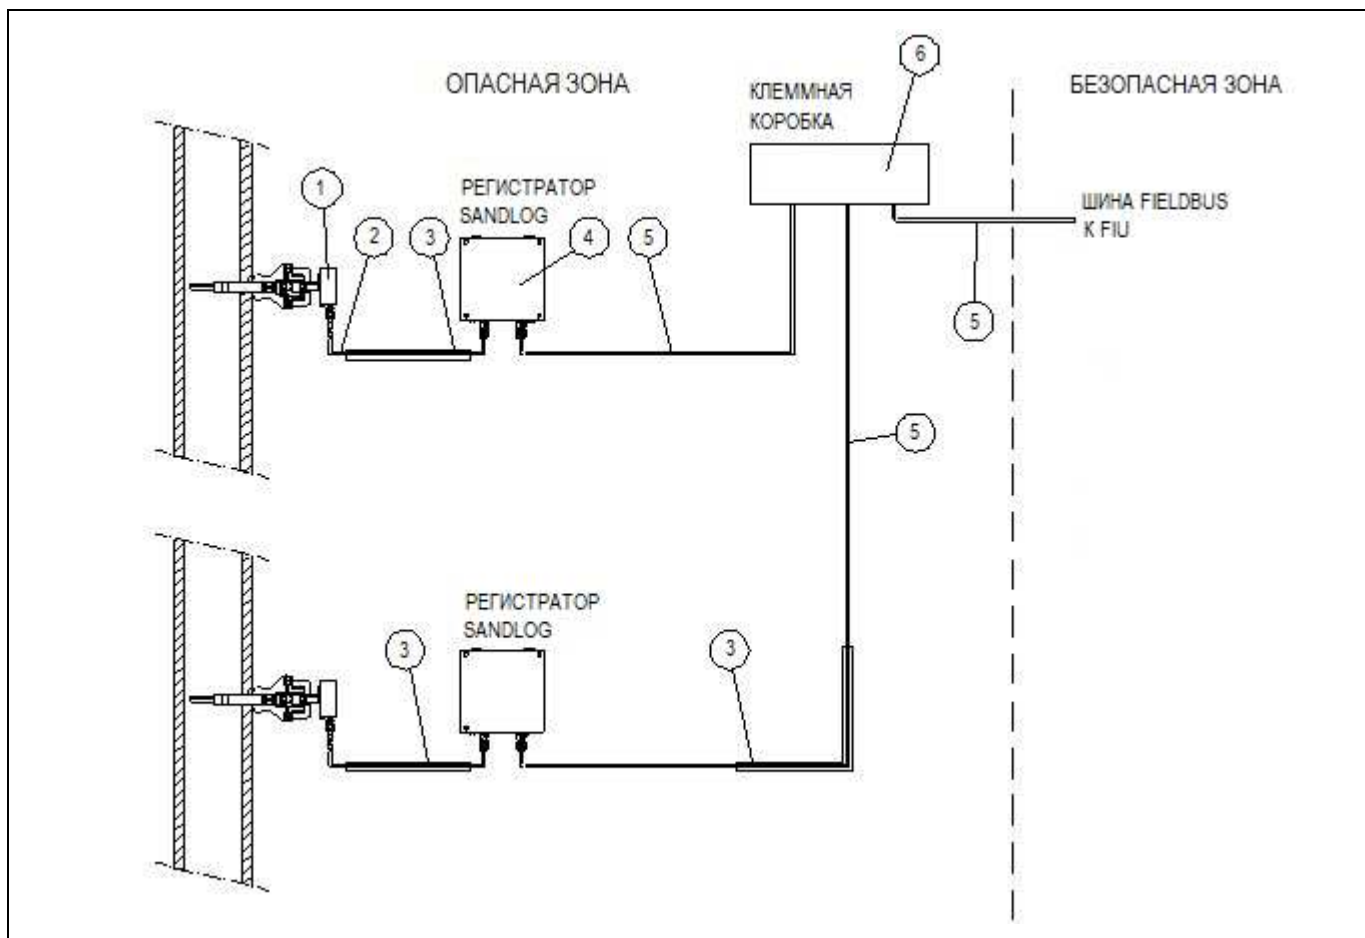 6
ОПАСНАЯ ЗОНА
КЛЕММНАЯ
КОРОБКА
БЕЗОПАСНАЯ ЗОНА
1
РЕГИСТРАТОР
SANDLOG
ШИНА FIELDBUS
К FIU
2
3
4
5
5
5
РЕГИСТРАТОР
SANDLOG
3
3